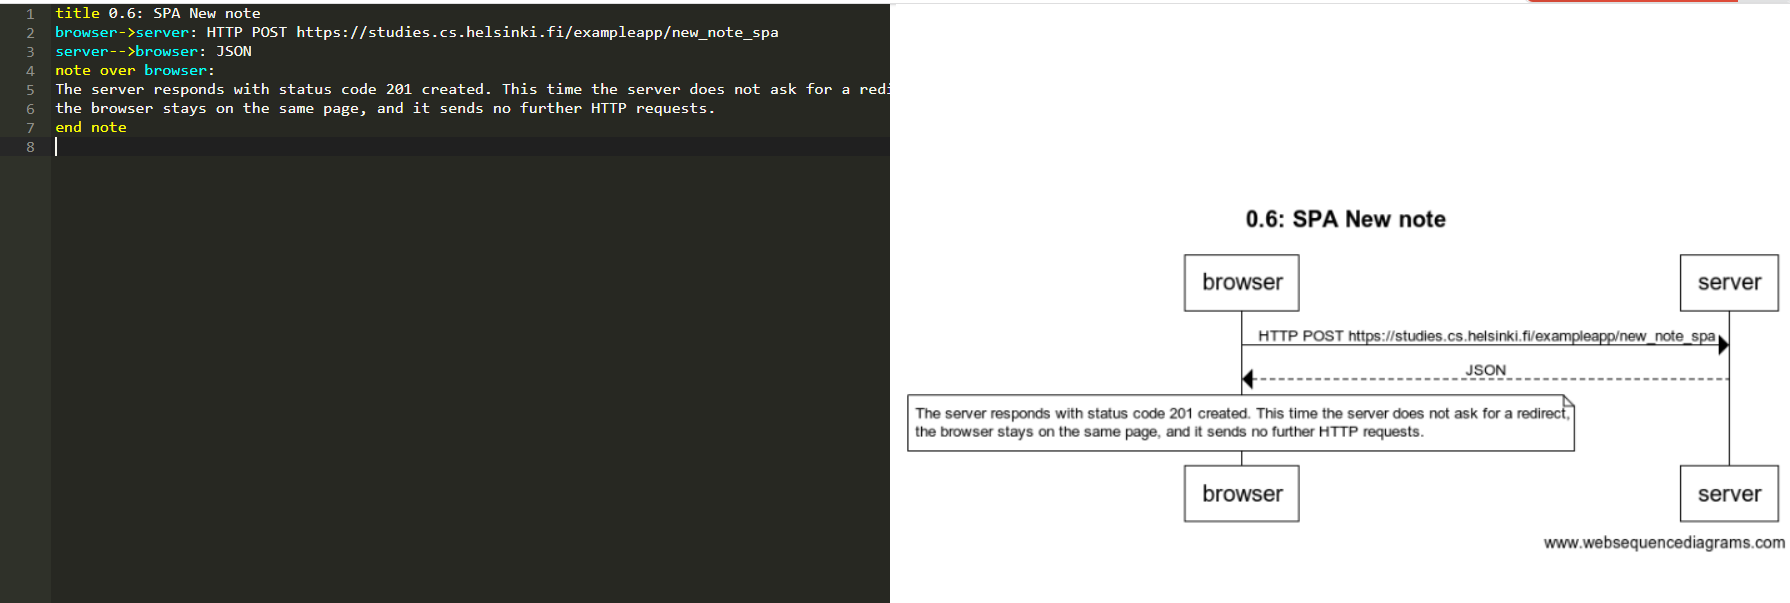 1 title 0.6: SPA New note
2 browser->server: HTTP POST https://studies.cs.helsinki.fi/exampleapp/new_note_spa
3 server-->browser: JSON
4 note over browser:
5 The server responds with status code 201 created. This time the server does not ask for a redi
6 the browser stays on the same page, and it sends no further HTTP requests.
7 end note
8
0.6: SPA New note
browser
server
HTTP POST https://studies.cs.helsinki.fi/exampleapp/new_note_spa
JSON
The server responds with status code 201 created. This time the server does not ask for a redirect,
the browser stays on the same page, and it sends no further HTTP requests.
browser
server
www.websequencediagrams.com